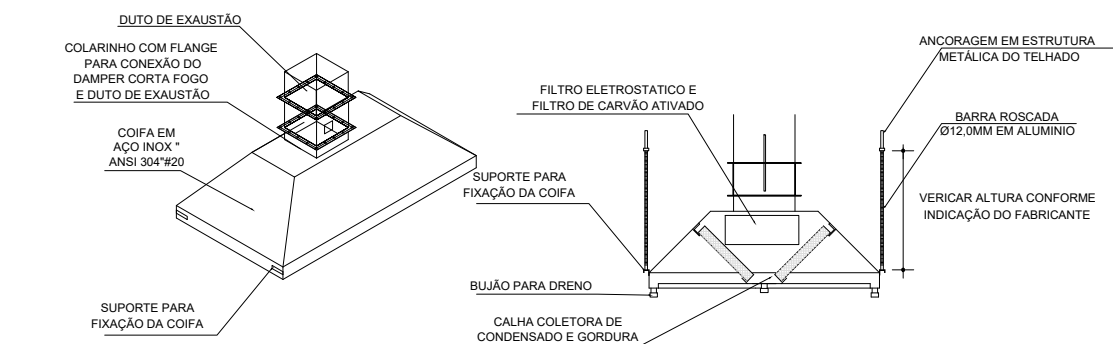 DUTO DE EXAUSTÃO
COLARINHO COM FLANGE
PARA CONEXÃO DO
DAMPER CORTA FOGO
E DUTO DE EXAUSTÃO
COIFA EM
AÇO INOX "
ANSI 304"#20
SUPORTE PARA
FIXAÇÃO DA COIFA
FILTRO ELETROSTATICO E
FILTRO DE CARVÃO ATIVADO
SUPORTE PARA
FIXAÇÃO DA COIFA
BUJÃO PARA DRENO
CALHA COLETORA DE
CONDENSADO E GORDURA
ANCORAGEM EM ESTRUTURA
METÁLICA DO TELHADO
BARRA ROSCADA
Ø12,0MM EM ALUMINIO
VERICAR ALTURA CONFORME
INDICAÇÃO DO FABRICANTE